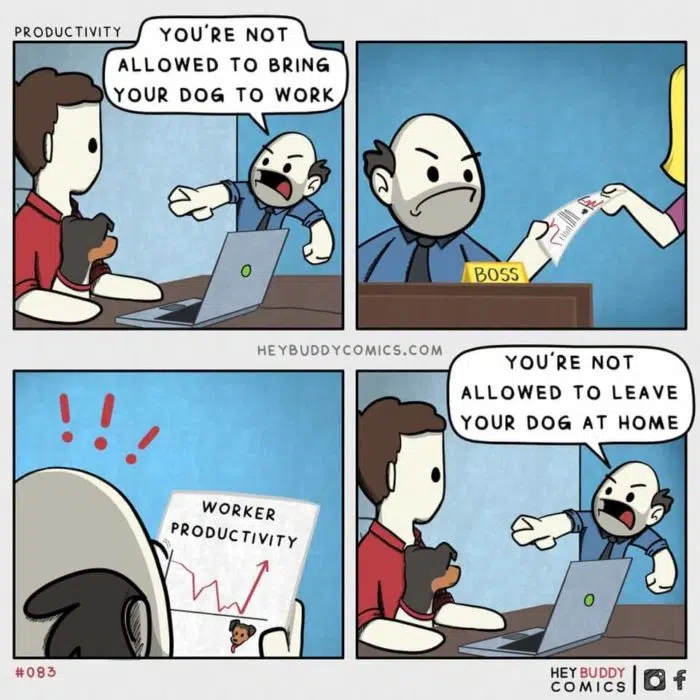 PRODUCTIVITY
YOU'RE NOT
ALLOWED TO BRING
YOUR DOG TO WORK
BOSS
HEYBUDDYCOMICS.COM
WORKER
PRODUCTIVITY
YOU'RE NOT
ALLOWED TO LEAVE
YOUR DOG AT HOME
#083
HEY BUDDY
COMICS
f